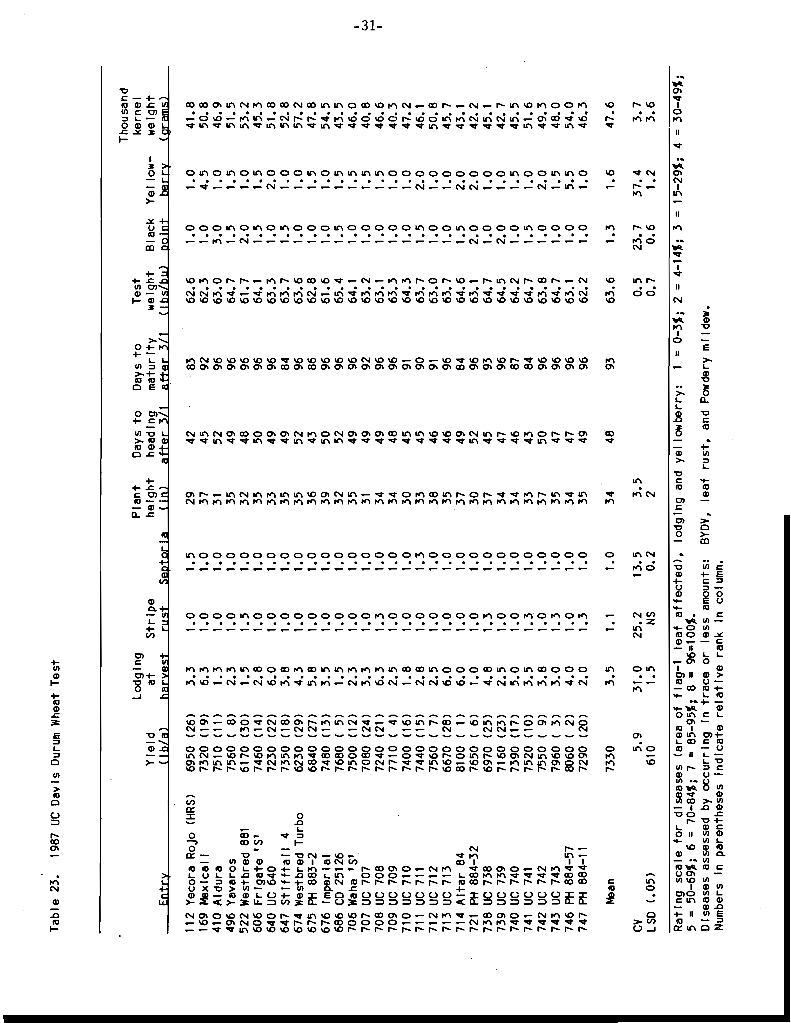 -31-
Table 23. 1987 UC Davis Durum Wheat Test
Thousand
Lodging Plant Days to Days to Test kernel
Yield at Stripe height heading maturity weight Black Yellow- weight
Entry (lb/a) harvest rust Septoria (in) after 3/1 after 3/1 (lbs/bu) point berry (grams)
112 Yecora Rojo (HRS) 6950 (26) 3.3 1.0 1.5 29 42 83 62.6 1.0 1.0 41.8
169 Mexicali 7320 (19) 6.3 1.0 1.0 37 45 92 62.3 1.0 4.5 50.8
410 Aldura 7510 (11) 1.3 1.0 1.0 31 52 96 63.0 3.0 1.0 46.9
496 Yavaros 7560 ( 8) 2.3 1.0 1.0 35 49 96 64.7 1.5 1.5 51.5
522 Westbred 881 6170 (30) 1.5 1.5 1.0 32 48 96 61.7 2.0 1.0 53.2
606 Frigate 'S' 7460 (14) 2.8 1.0 1.0 35 50 96 64.1 1.5 1.5 45.3
640 UC 640 7230 (22) 6.3 1.0 1.0 33 49 96 63.3 1.0 2.0 51.8
647 Stifftail 4 7350 (18) 3.8 1.0 1.0 35 49 84 63.7 1.5 1.0 52.8
674 Westbred Turbo 6230 (29) 4.3 1.0 1.0 35 52 96 63.6 1.0 1.0 57.2
675 PH 883-2 6840 (27) 5.8 1.0 1.0 36 43 86 62.8 1.0 1.5 47.8
676 Imperial 7480 (13) 3.5 1.0 1.0 39 50 96 61.6 1.0 1.0 54.5
686 CD 25126 7680 ( 5) 1.5 1.0 1.0 32 52 96 65.4 1.5 1.5 43.5
706 Waha 'S' 7500 (12) 2.3 1.0 1.0 35 49 96 64.1 1.0 1.0 46.0
707 UC 707 7080 (24) 3.3 1.0 1.0 31 49 92 63.2 1.0 1.5 40.8
708 UC 708 7240 (21) 6.3 1.3 1.0 34 49 96 63.1 1.0 1.5 46.6
709 UC 709 7710 ( 4) 2.5 1.0 1.0 34 48 96 63.3 1.0 1.0 40.3
710 UC 710 7400 (16) 1.8 1.0 1.0 30 45 91 64.3 1.0 1.0 47.2
711 UC 711 7440 (15) 2.8 1.0 1.3 33 45 90 63.7 1.5 2.0 46.1
712 UC 712 7560 ( 7) 2.5 1.0 1.0 38 46 91 63.0 1.0 1.0 50.8
713 UC 713 6670 (28) 6.0 1.0 1.0 35 46 96 63.7 1.0 1.0 45.7
714 Altar 84 8100 ( 1) 6.0 1.0 1.0 37 49 84 64.6 1.5 2.0 43.1
721 PH 884-32 7650 ( 6) 1.0 1.0 1.0 30 52 96 63.1 2.0 2.0 42.2
738 UC 738 6970 (25) 4.8 1.3 1.0 37 45 93 64.7 1.0 1.0 45.1
739 UC 739 7160 (23) 2.5 1.0 1.0 34 47 96 64.5 2.0 1.0 42.7
740 UC 740 7390 (17) 5.0 1.0 1.0 34 46 87 64.2 1.0 1.5 45.5
741 UC 741 7520 (10) 3.5 1.3 1.0 33 43 84 64.7 1.5 1.0 51.6
742 UC 742 7550 ( 9) 3.8 1.0 1.0 37 50 96 63.8 1.0 2.0 49.3
743 UC 743 7960 ( 3) 3.0 1.3 1.0 35 47 96 64.7 1.0 1.5 48.0
746 PH 884-57 8060 ( 2) 4.0 1.0 1.0 34 47 96 63.1 1.0 5.5 54.0
747 PH 884-11 7290 (20) 2.0 1.3 1.0 35 49 96 62.2 1.0 1.0 46.3
Mean 7330 3.5 1.1 1.0 34 48 93 63.6 1.3 1.6 47.6
CV 5.9 31.0 25.2 13.5 3.5 0.5 23.7 37.4 3.7
LSD (.05) 610 1.5 NS 0.2 2 0.7 0.6 1.2 3.6
Rating scale for diseases (area of flag-1 leaf affected), lodging and yellowberry: 1 = 0-3%; 2 = 4-14%; 3 = 15-29%; 4 = 30-49%;
5 = 50-69%; 6 = 70-84%; 7 = 85-95%; 8 = 96=100%.
Diseases assessed by occurring in trace or less amounts: BYDV, leaf rust, and Powdery mildew.
Numbers in parentheses indicate relative rank in column.